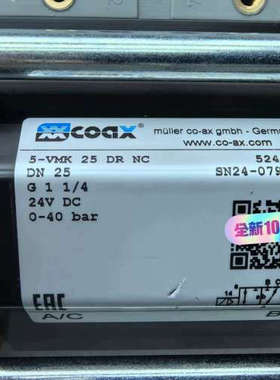 coax
müller co-ax gmbh - Germ
www.co-ax.com
5-VMK 25 DR NC 524
DN 25 SN24-079
G 1 1/4
24V DC
0-40 bar
全新10
EAC
14
A/C B